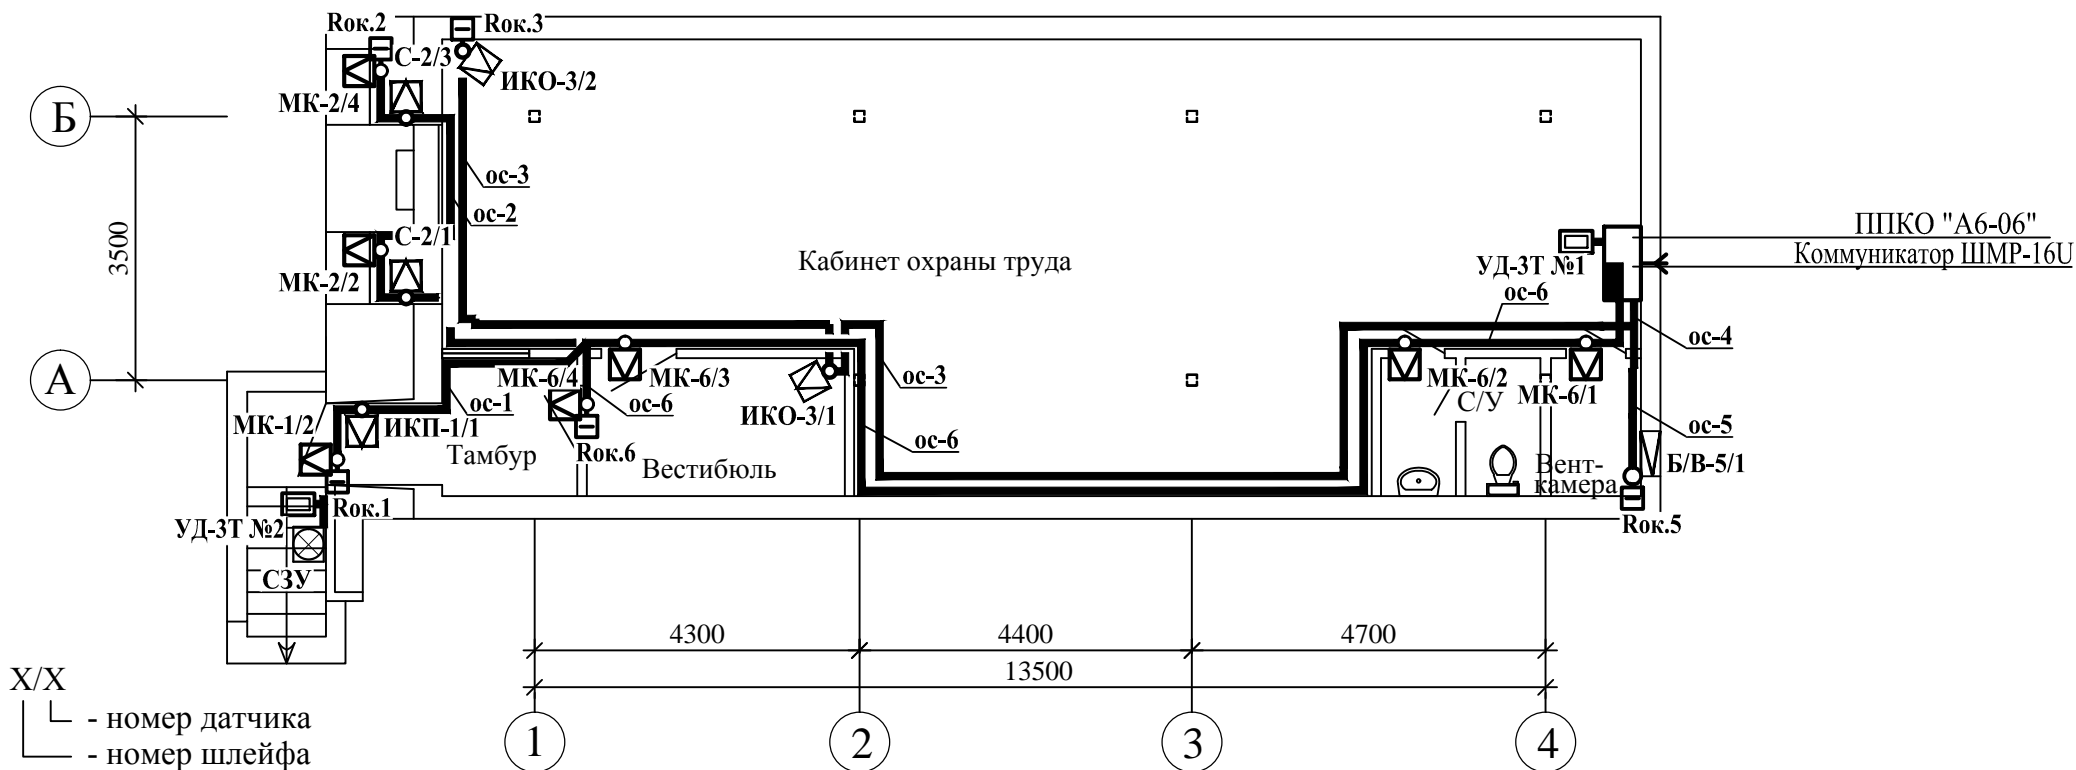 Rок.2
Rок.3
С-2/3
ИКО-3/2
МК-2/4
Б
ос-3
ос-2
3500
С-2/1
МК-2/2
Кабинет охраны труда
УД-3Т №1
ППКО "А6-06"
Коммуникатор ШМР-16U
ос-6
ос-4
А
МК-6/4
МК-6/3
ос-3
МК-6/2
МК-6/1
ос-1
ос-6
ИКО-3/1
С/У
МК-1/2
ИКП-1/1
ос-6
ос-5
Тамбур
Rок.6
Вестибюль
Вент-
камера
Б/В-5/1
Rок.1
УД-3Т №2
Rок.5
СЗУ
4300
4400
4700
13500
Х/Х
- номер датчика
- номер шлейфа
1
2
3
4